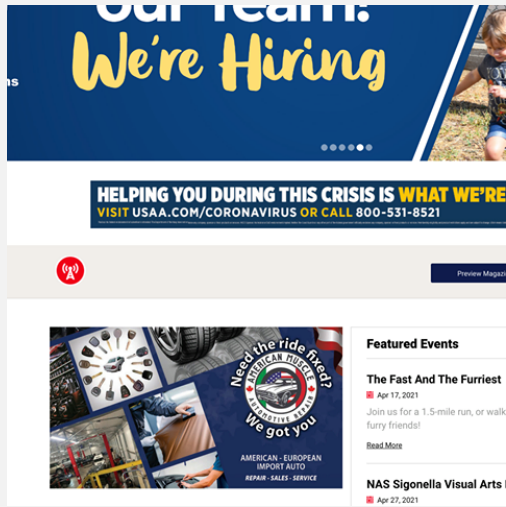 our Team!
We're Hiring
ns
HELPING YOU DURING THIS CRISIS IS WHAT WE'RE
VISIT USAA.COM/CORONAVIRUS OR CALL 800-531-8521
Preview Magazi
Need the ride fixed?
AMERICAN MUSCLE
AUTOMOTIVE REPAIR
We got you
AMERICAN - EUROPEAN
IMPORT AUTO
REPAIR - SALES - SERVICE
Featured Events
The Fast And The Furriest
Apr 17, 2021
Join us for a 1.5-mile run, or walk
furry friends!
Read More
NAS Sigonella Visual Arts
Apr 27, 2021